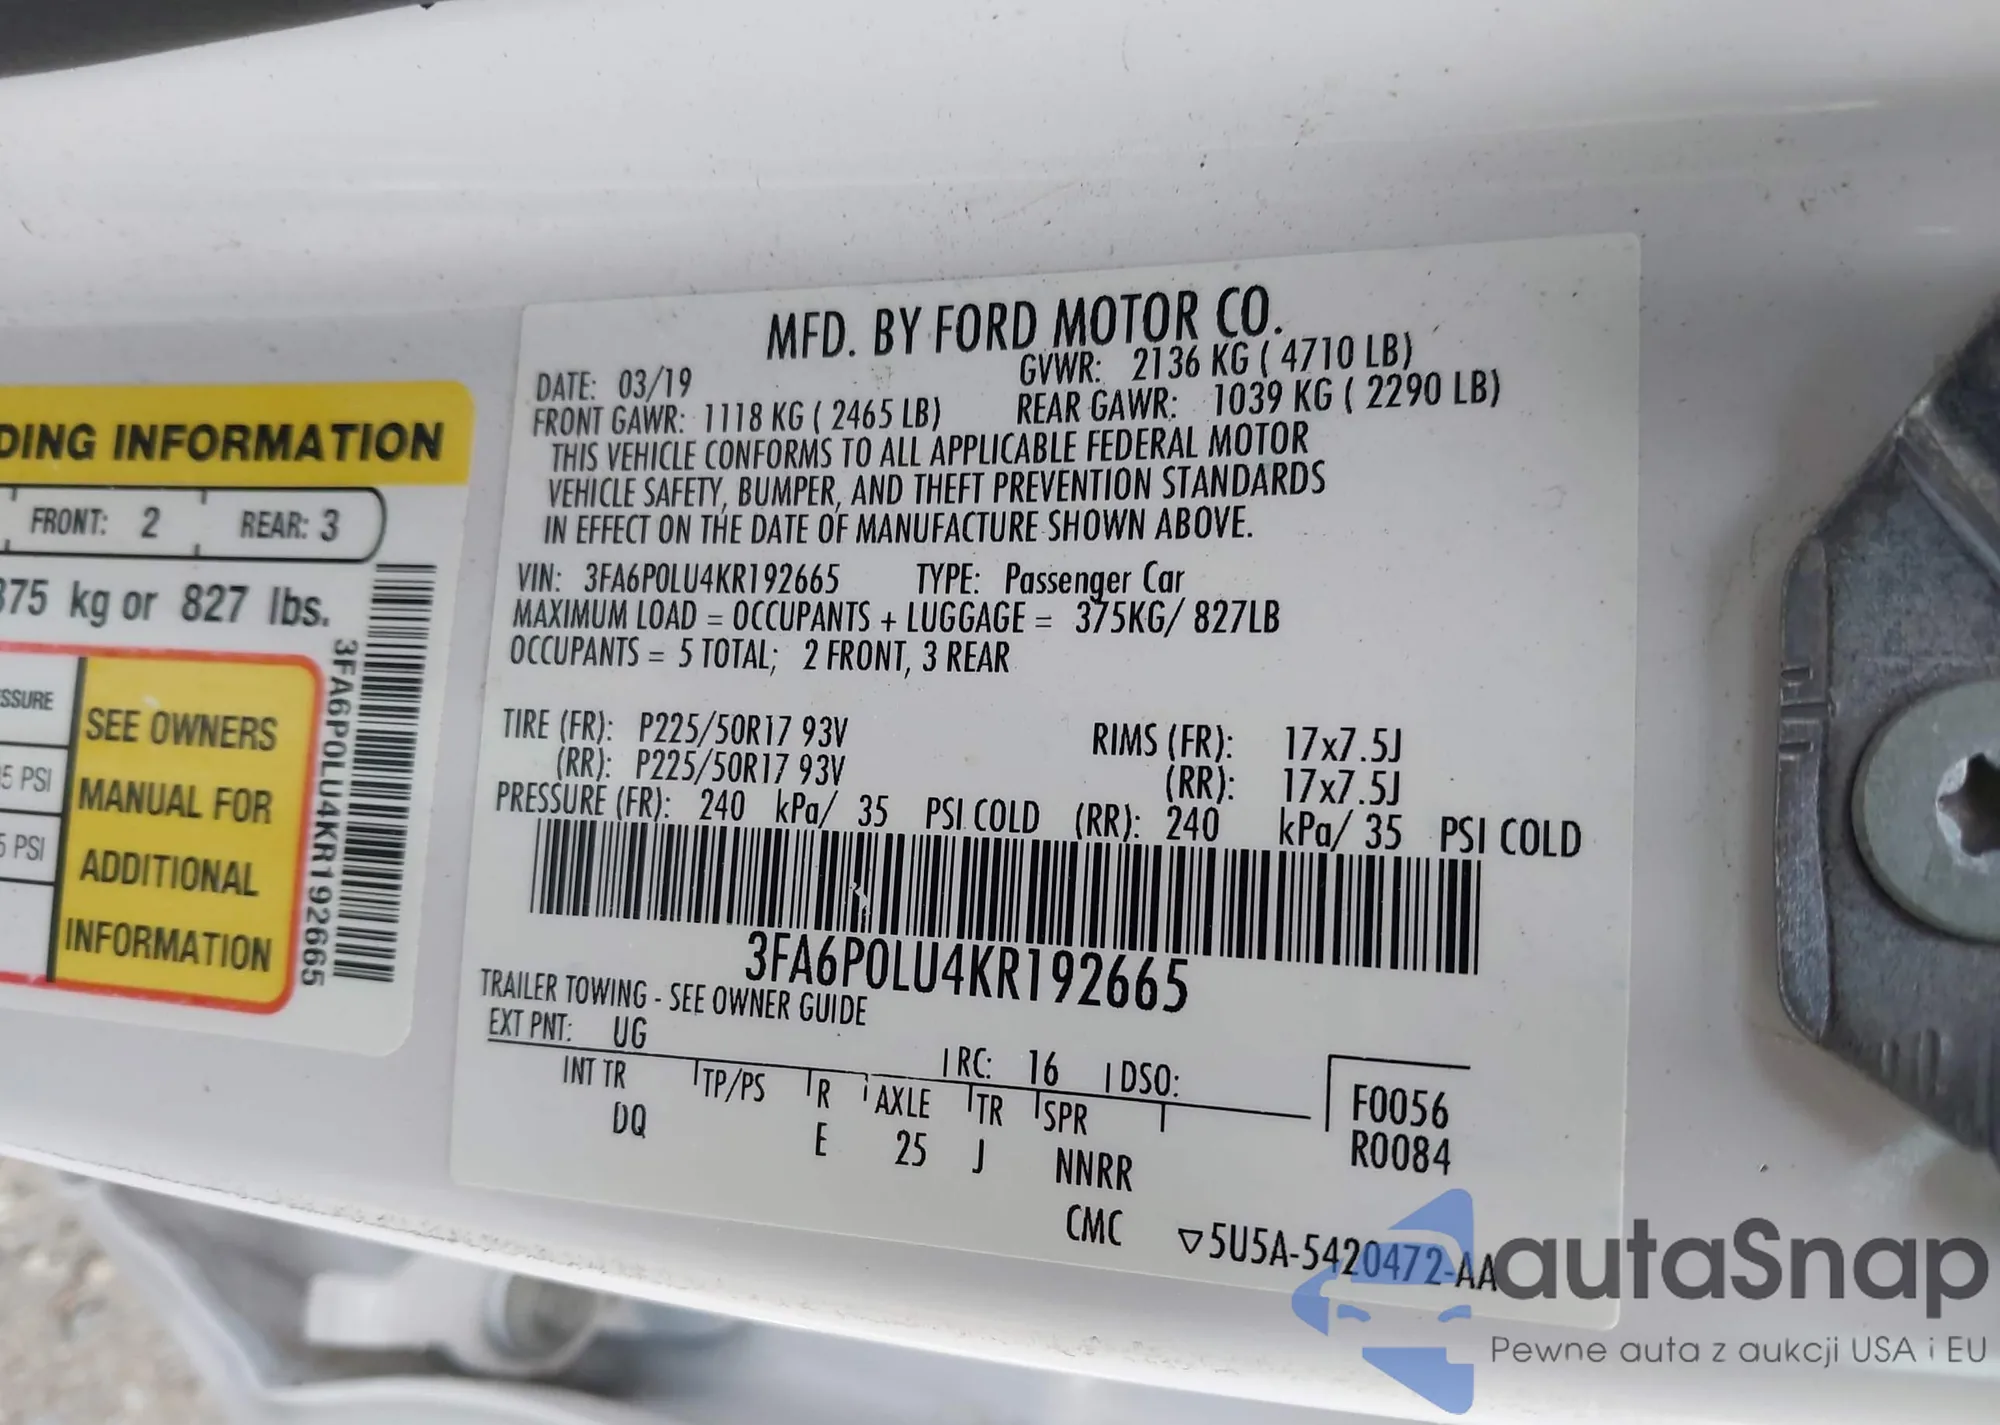 DING INFORMATION
FRONT: 2 REAR: 3
375 kg or 827 lbs.
SSURE
5 PSI
5 PSI
SEE OWNERS
MANUAL FOR
ADDITIONAL
INFORMATION
3FA6P0LU4KR192665
MFD. BY FORD MOTOR CO.
DATE: 03/19 GVWR: 2136 KG ( 4710 LB)
FRONT GAWR: 1118 KG ( 2465 LB) REAR GAWR: 1039 KG ( 2290 LB)
THIS VEHICLE CONFORMS TO ALL APPLICABLE FEDERAL MOTOR
VEHICLE SAFETY, BUMPER, AND THEFT PREVENTION STANDARDS
IN EFFECT ON THE DATE OF MANUFACTURE SHOWN ABOVE.
VIN: 3FA6P0LU4KR192665 TYPE: Passenger Car
MAXIMUM LOAD = OCCUPANTS + LUGGAGE = 375KG/ 827LB
OCCUPANTS = 5 TOTAL; 2 FRONT, 3 REAR
TIRE (FR): P225/50R17 93V RIMS (FR): 17x7.5J
(RR): P225/50R17 93V (RR): 17x7.5J
PRESSURE (FR): 240 kPa/ 35 PSI COLD (RR): 240 kPa/ 35 PSI COLD
3FA6P0LU4KR192665
TRAILER TOWING - SEE OWNER GUIDE
EXT PNT: UG RC: 16 DSO:
INT TR TP/PS R AXLE TR SPR
DQ E 25 J NNRR
CMC
F0056
R0084
5U5A-5420472-AA
autaSnap
Pewne auta z aukcji USA i EU